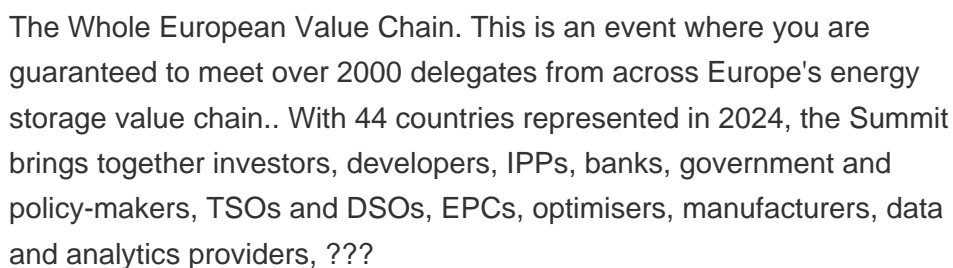 The Whole European Value Chain. This is an event where you are
guaranteed to meet over 2000 delegates from across Europe's energy
storage value chain.. With 44 countries represented in 2024, the Summit
brings together investors, developers, IPPs, banks, government and
policy-makers, TSOs and DSOs, EPCs, optimisers, manufacturers, data
and analytics providers, ???